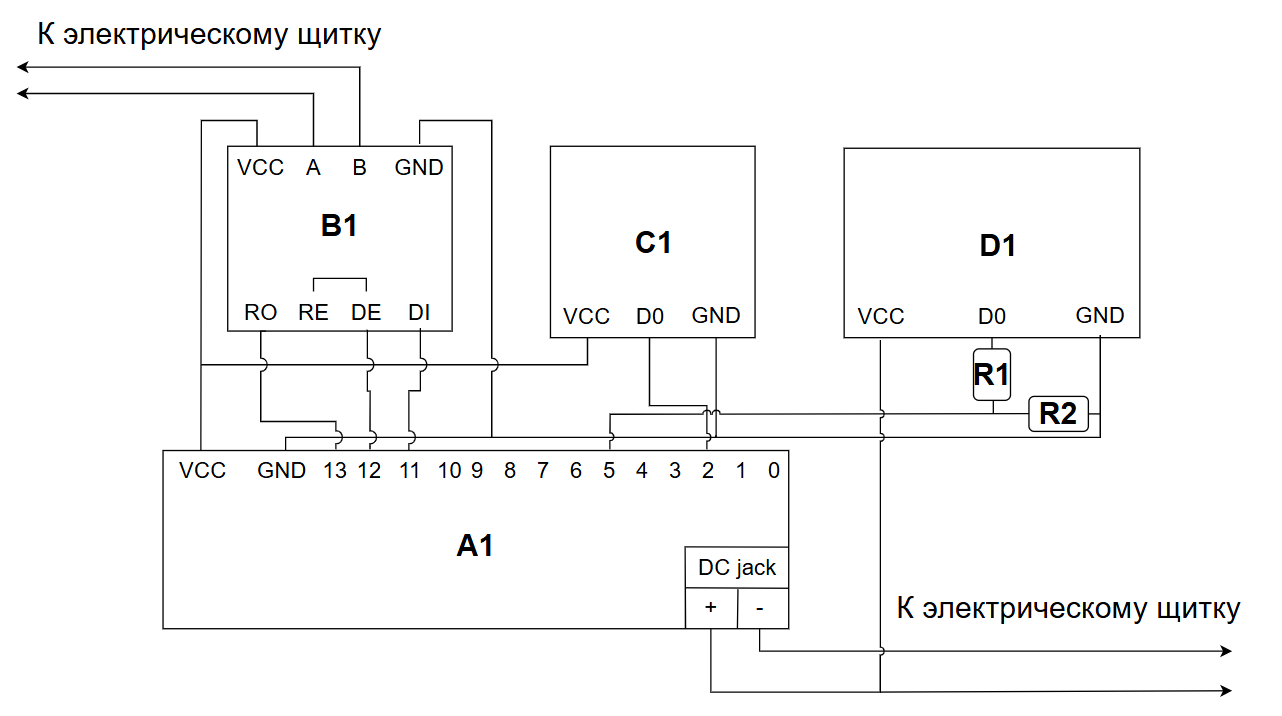 К электрическому щитку
VCC A B GND
B1
RO RE DE DI
C1
VCC D0 GND
D1
VCC D0 GND
R1
R2
VCC GND 13 12 11 10 9 8 7 6 5 4 3 2 1 0
A1
DC jack
+ -
К электрическому щитку